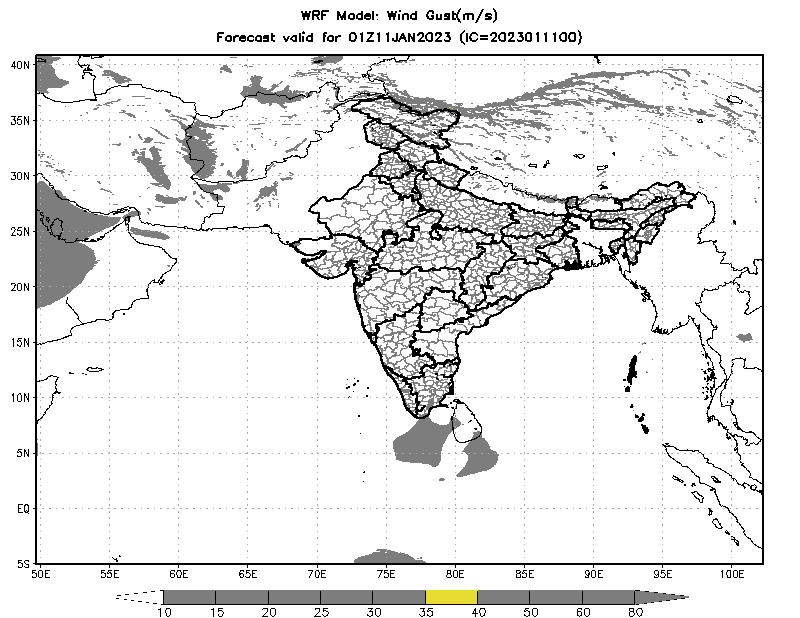 WRF Model: Wind Gust(m/s)
Forecast valid for 01Z11JAN2023 (IC=2023011100)
40N
35N
30N
25N
20N
15N
10N
5N
EQ
5S
50E 55E 60E 65E 70E 75E 80E 85E 90E 95E 100E
10 15 20 25 30 35 40 50 60 80